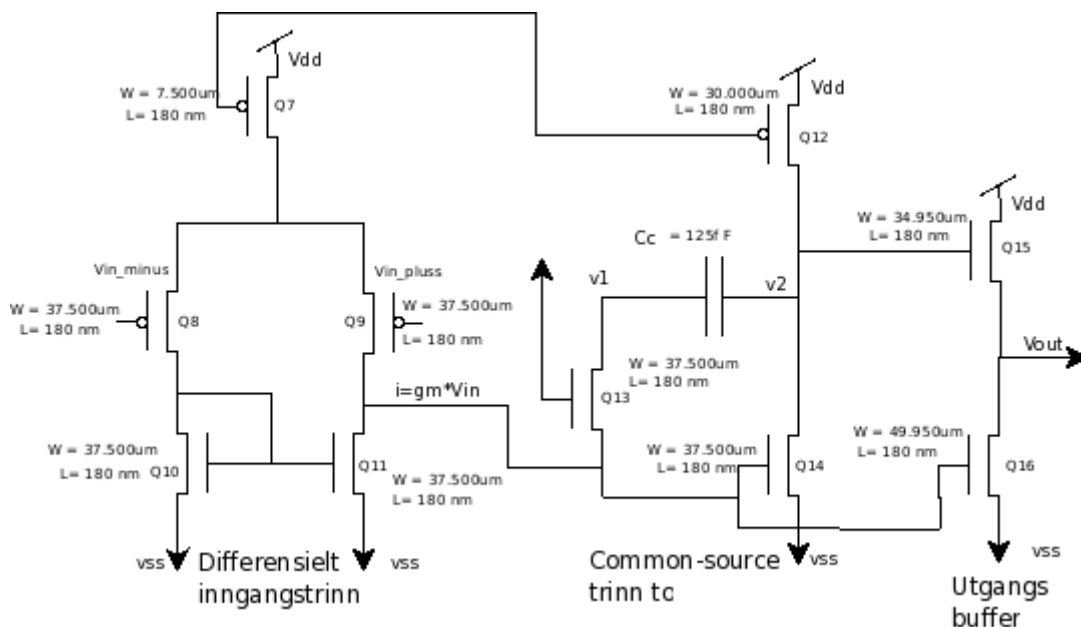 Vdd
W = 7.500um
L= 180 nm
Q7
Vdd
W = 30.000um
L= 180 nm
Q12
Vdd
W = 34.950um
L= 180 nm
Q15
Cc = 125f F
Vin_minus
Vin_pluss
v1
v2
W = 37.500um
L= 180 nm
Q8
Q9
W = 37.500um
L= 180 nm
Vout
W = 37.500um
L= 180 nm
Q13
i=gm*Vin
W = 37.500um
L= 180 nm
Q10
Q11
W = 37.500um
L= 180 nm
W = 37.500um
L= 180 nm
Q14
W = 49.950um
L= 180 nm
Q16
vss
Differensielt
inngangstrinn
vss
Common-source
trinn to
vss
vss
Utgangs
buffer